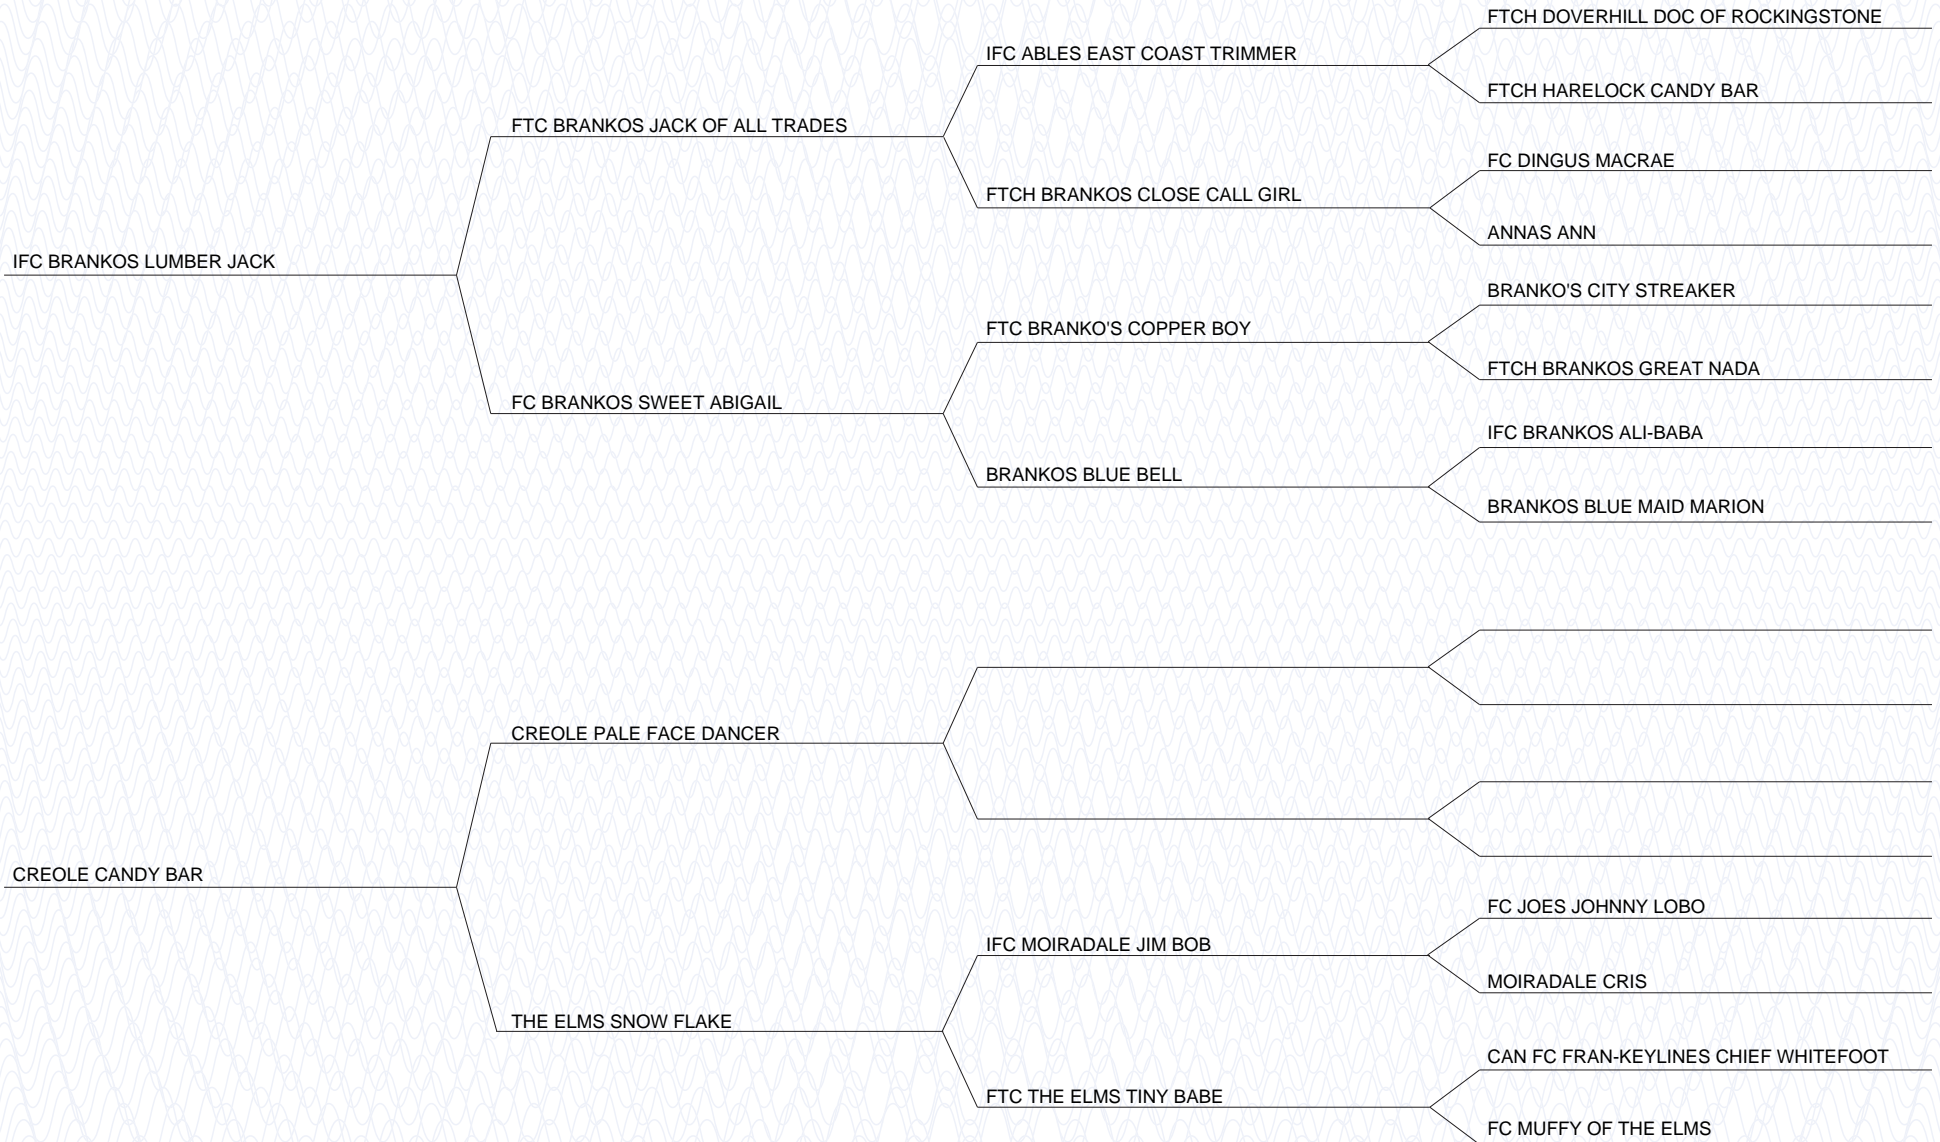 FTCH DOVERHILL DOC OF ROCKINGSTONE
IFC ABLES EAST COAST TRIMMER
FTCH HARELOCK CANDY BAR
FTC BRANKOS JACK OF ALL TRADES
FC DINGUS MACRAE
FTCH BRANKOS CLOSE CALL GIRL
ANNAS ANN
IFC BRANKOS LUMBER JACK
BRANKO'S CITY STREAKER
FTC BRANKO'S COPPER BOY
FTCH BRANKOS GREAT NADA
FC BRANKOS SWEET ABIGAIL
IFC BRANKOS ALI-BABA
BRANKOS BLUE BELL
BRANKOS BLUE MAID MARION
CREOLE PALE FACE DANCER
CREOLE CANDY BAR
FC JOES JOHNNY LOBO
IFC MOIRADALE JIM BOB
MOIRADALE CRIS
THE ELMS SNOW FLAKE
CAN FC FRAN-KEYLINES CHIEF WHITEFOOT
FTC THE ELMS TINY BABE
FC MUFFY OF THE ELMS